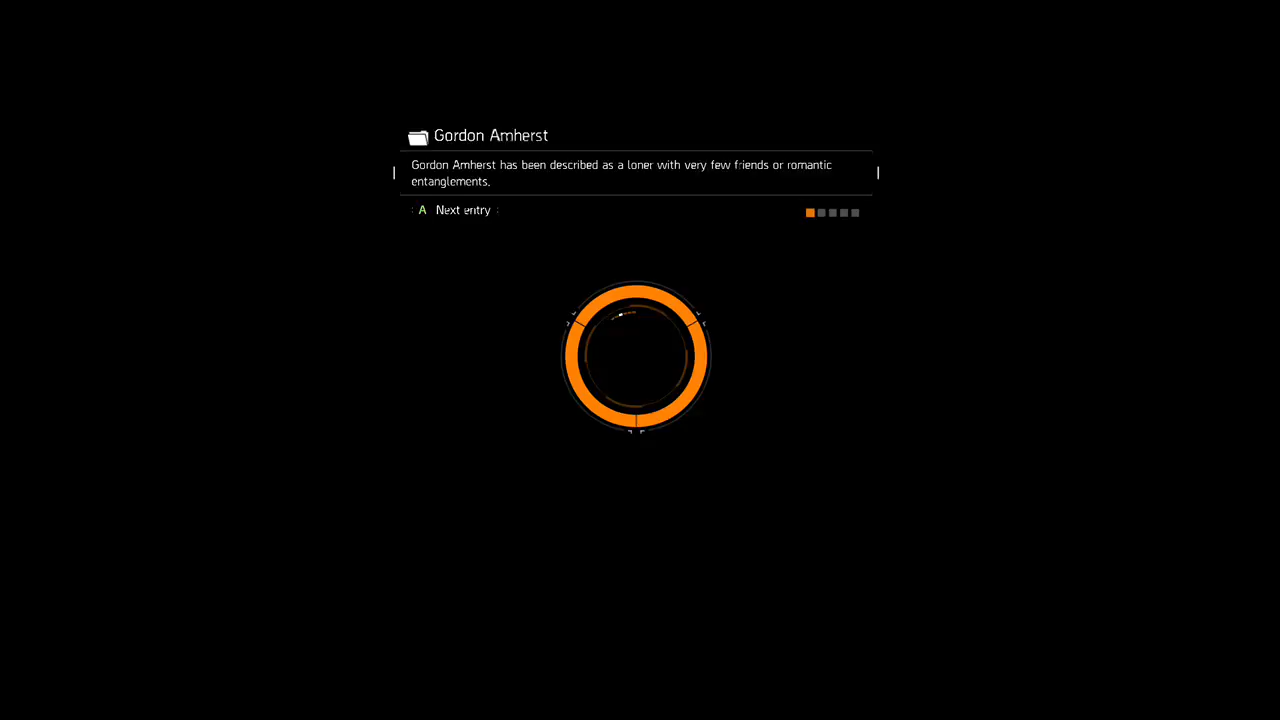 Gordon Amherst
Gordon Amherst has been described as a loner with very few friends or romantic
entanglements.
A Next entry